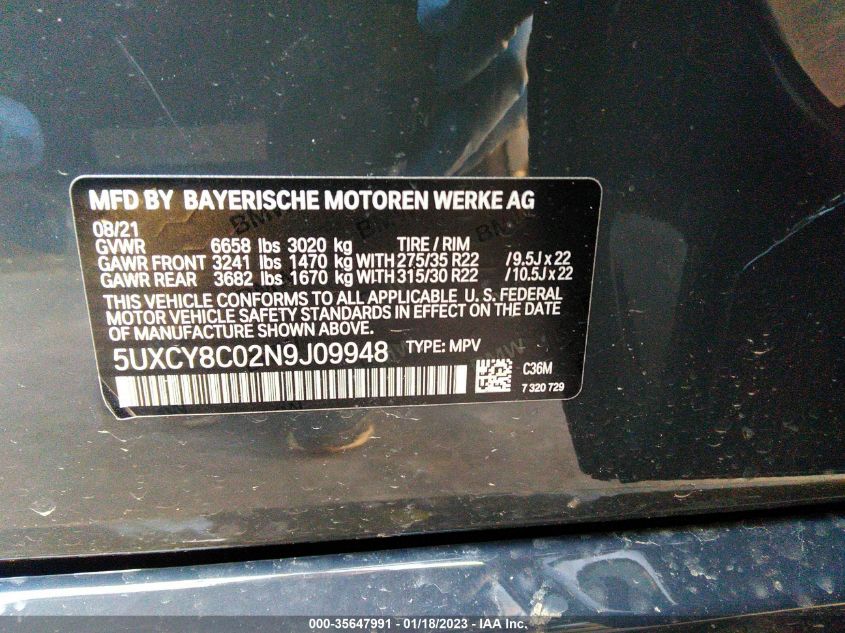 MFD BY BAYERISCHE MOTOREN WERKE AG
08/21
GVWR 6658 lbs 3020 kg TIRE / RIM
GAWR FRONT 3241 lbs 1470 kg WITH 275/35 R22 /9.5J x 22
GAWR REAR 3682 lbs 1670 kg WITH 315/30 R22 /10.5J x 22
THIS VEHICLE CONFORMS TO ALL APPLICABLE U. S. FEDERAL
MOTOR VEHICLE SAFETY STANDARDS IN EFFECT ON THE DATE
OF MANUFACTURE SHOWN ABOVE.
5UXCY8C02N9J09948 TYPE: MPV
C36M
7 320 729
000-35647991 / 01/18/2023 - IAA Inc.